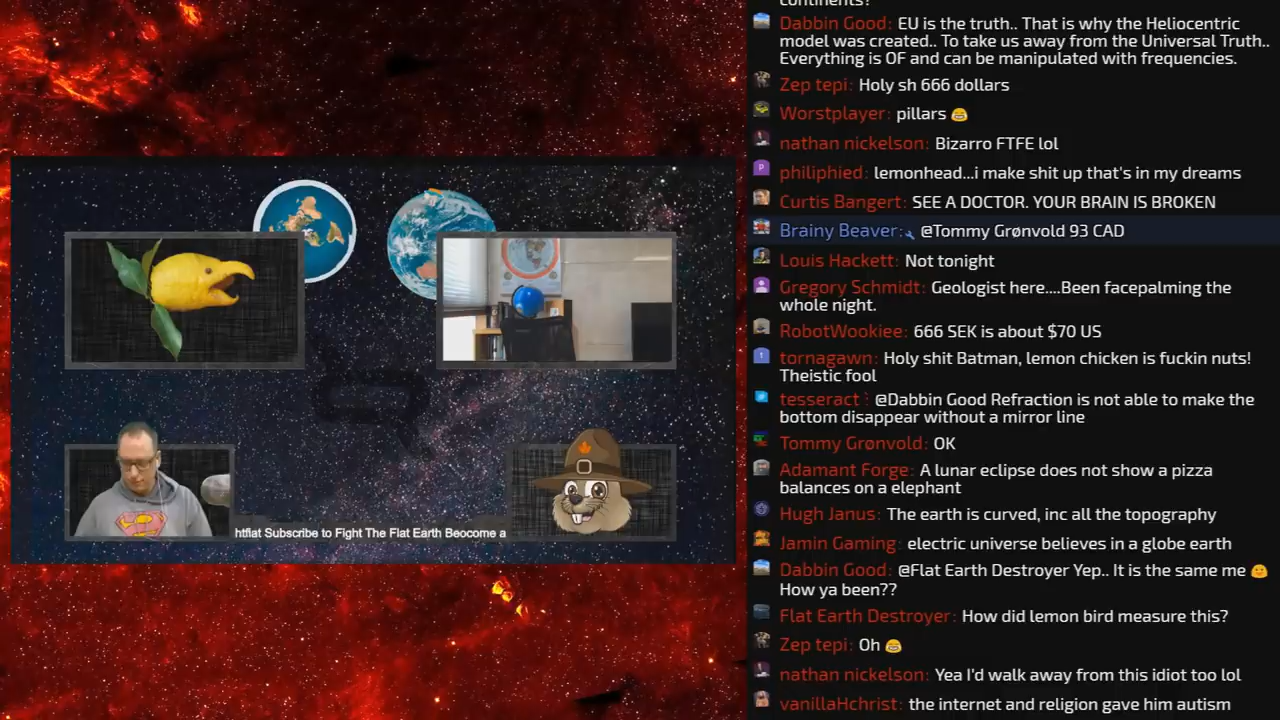 continents?
Dabbin Good: EU is the truth.. That is why the Heliocentric
model was created.. To take us away from the Universal Truth..
Everything is OF and can be manipulated with frequencies.
Zep tepi: Holy sh 666 dollars
Worstplayer: pillars 😂
nathan nickelson: Bizarro FTFE lol
philiphied: lemonhead...i make shit up that's in my dreams
Curtis Bangert: SEE A DOCTOR. YOUR BRAIN IS BROKEN
Brainy Beaver: @Tommy Grønvold 93 CAD
Louis Hackett: Not tonight
Gregory Schmidt: Geologist here....Been facepalming the
whole night.
RobotWookiee: 666 SEK is about $70 US
tornagawn: Holy shit Batman, lemon chicken is fuckin nuts!
Theistic fool
tesseract : @Dabbin Good Refraction is not able to make the
bottom disappear without a mirror line
Tommy Grønvold: OK
Adamant Forge: A lunar eclipse does not show a pizza
balances on a elephant
Hugh Janus: The earth is curved, inc all the topography
Jamin Gaming: electric universe believes in a globe earth
Dabbin Good: @Flat Earth Destroyer Yep.. It is the same me 🙂
How ya been??
Flat Earth Destroyer: How did lemon bird measure this?
Zep tepi: Oh 😂
nathan nickelson: Yea I'd walk away from this idiot too lol
vanillaHchrist: the internet and religion gave him autism
htflat Subscribe to Fight The Flat Earth Beocome a